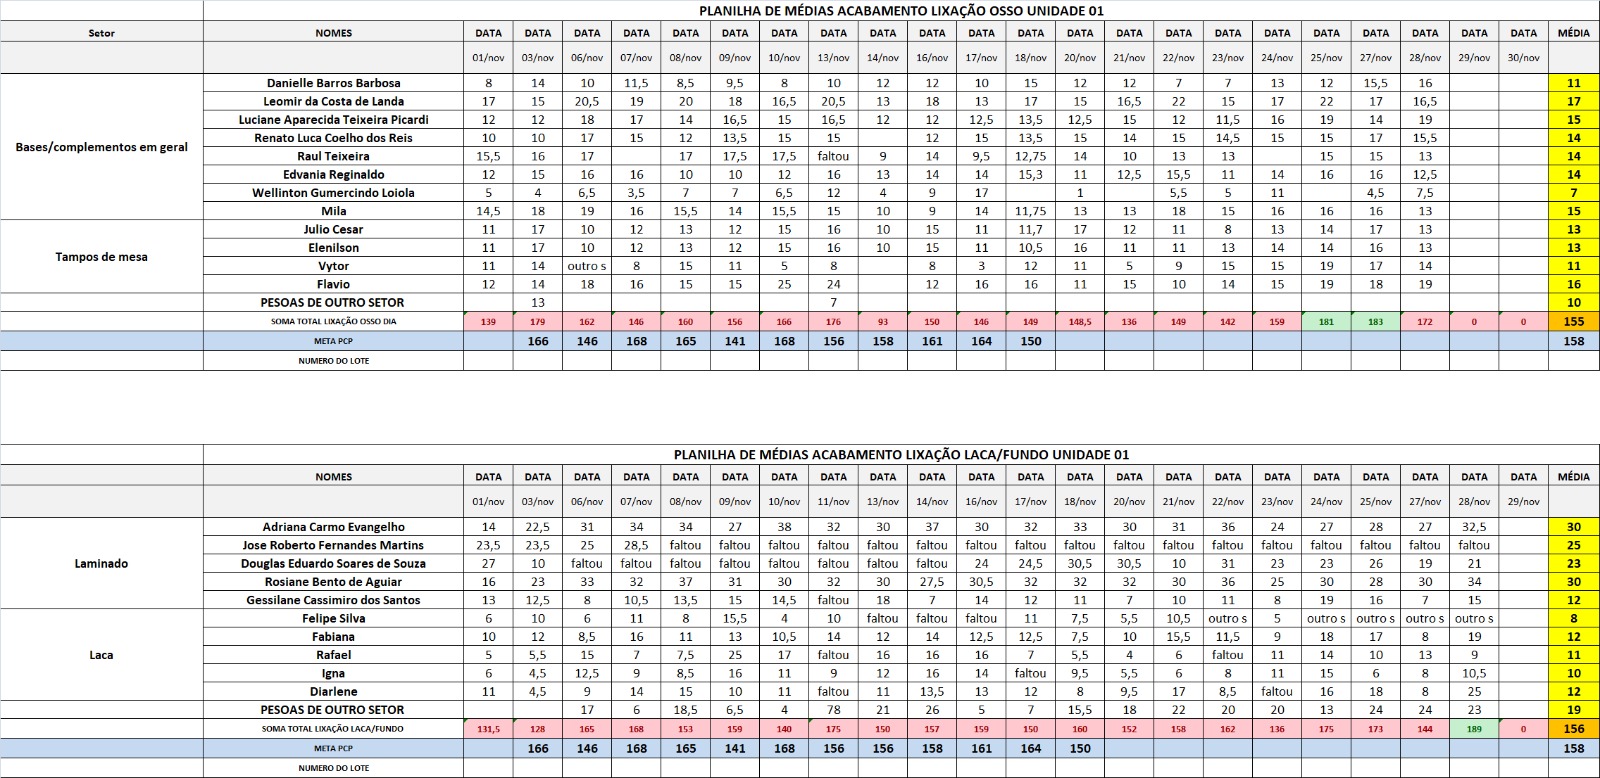 PLANILHA DE MÉDIAS ACABAMENTO LIXAÇÃO OSSO UNIDADE 01
Setor NOMES DATA DATA DATA DATA DATA DATA DATA DATA DATA DATA DATA DATA DATA DATA DATA DATA DATA DATA DATA DATA DATA DATA MÉDIA
01/nov 03/nov 06/nov 07/nov 08/nov 09/nov 10/nov 13/nov 14/nov 16/nov 17/nov 18/nov 20/nov 21/nov 22/nov 23/nov 24/nov 25/nov 27/nov 28/nov 29/nov 30/nov
Bases/complementos em geral
Danielle Barros Barbosa 8 14 10 11,5 8,5 9,5 8 10 12 12 10 15 12 12 7 7 13 12 15,5 16 11
Leomir da Costa de Landa 17 15 20,5 19 20 18 16,5 20,5 13 18 13 17 15 16,5 22 15 17 22 17 16,5 17
Luciane Aparecida Teixeira Picardi 12 12 18 17 14 16,5 15 16,5 12 12 12,5 13,5 12,5 15 12 11,5 16 19 14 19 15
Renato Luca Coelho dos Reis 10 10 17 15 12 13,5 15 15 12 15 15 13,5 15 14 15 14,5 15 15 17 15,5 14
Raul Teixeira 15,5 16 17 17 17,5 17,5 faltou 9 14 9,5 12,75 14 10 13 13 15 15 13 14
Edvania Reginaldo 12 15 16 16 10 10 12 16 13 14 14 15,3 11 12,5 15,5 11 14 16 16 12,5 14
Wellinton Gumercindo Loiola 5 4 6,5 3,5 7 7 6,5 12 4 9 17 1 5,5 5 11 4,5 7,5 7
Mila 14,5 18 19 16 15,5 14 15,5 15 10 9 14 11,75 13 13 18 15 16 16 16 13 15
Tampos de mesa
Julio Cesar 11 17 10 12 13 12 15 16 10 15 11 11,7 17 12 11 8 13 14 17 13 13
Elenilson 11 17 10 12 13 12 15 16 10 15 11 10,5 16 11 11 13 14 14 16 13 13
Vytor 11 14 outro s 8 15 11 5 8 8 3 12 11 5 9 15 15 19 17 14 11
Flavio 12 14 18 16 15 15 25 24 12 16 16 11 15 10 14 15 19 18 19 16
PESOAS DE OUTRO SETOR 13 7 10
SOMA TOTAL LIXAÇÃO OSSO DIA 139 179 162 146 160 156 166 176 93 150 146 149 148,5 136 149 142 159 181 183 172 0 0 155
META PCP 166 146 168 165 141 168 156 158 161 164 150 158
NUMERO DO LOTE
PLANILHA DE MÉDIAS ACABAMENTO LIXAÇÃO LACA/FUNDO UNIDADE 01
NOMES DATA DATA DATA DATA DATA DATA DATA DATA DATA DATA DATA DATA DATA DATA DATA DATA DATA DATA DATA DATA DATA DATA MÉDIA
01/nov 03/nov 06/nov 07/nov 08/nov 09/nov 10/nov 11/nov 13/nov 14/nov 16/nov 17/nov 18/nov 20/nov 21/nov 22/nov 23/nov 24/nov 25/nov 27/nov 28/nov 29/nov
Laminado
Adriana Carmo Evangelho 14 22,5 31 34 34 27 38 32 30 37 30 32 33 30 31 36 24 27 28 27 32,5 30
Jose Roberto Fernandes Martins 23,5 23,5 25 28,5 faltou faltou faltou faltou faltou faltou faltou faltou faltou faltou faltou faltou faltou faltou faltou faltou faltou 25
Douglas Eduardo Soares de Souza 27 10 faltou faltou faltou faltou faltou faltou faltou faltou 24 24,5 30,5 30,5 10 31 23 23 26 19 21 23
Rosiane Bento de Aguiar 16 23 33 32 37 31 30 32 30 27,5 30,5 32 32 32 30 36 25 30 28 30 34 30
Gessilane Cassimiro dos Santos 13 12,5 8 10,5 13,5 15 14,5 faltou 18 7 14 12 11 7 10 11 8 19 16 7 15 12
Laca
Felipe Silva 6 10 6 11 8 15,5 4 10 faltou faltou faltou 11 7,5 5,5 10,5 outro s 5 outro s outro s outro s outro s 8
Fabiana 10 12 8,5 16 11 13 10,5 14 12 14 12,5 12,5 7,5 10 15,5 11,5 9 18 17 8 19 12
Rafael 5 5,5 15 7 7,5 25 17 faltou 16 16 16 7 5,5 4 6 faltou 11 14 10 13 9 11
Igna 6 4,5 12,5 9 8,5 16 11 9 12 16 14 faltou 9,5 5,5 6 8 11 15 6 8 10,5 10
Diarlene 11 4,5 9 14 15 10 11 faltou 11 13,5 13 12 8 9,5 17 8,5 faltou 16 18 8 25 12
PESOAS DE OUTRO SETOR 17 6 18,5 6,5 4 78 21 26 5 7 15,5 18 22 20 20 13 24 24 23 19
SOMA TOTAL LIXAÇÃO LACA/FUNDO 131,5 128 165 168 153 159 140 175 150 157 159 150 160 152 158 162 136 175 173 144 189 0 156
META PCP 166 146 168 165 141 168 156 156 158 161 164 150 158
NUMERO DO LOTE